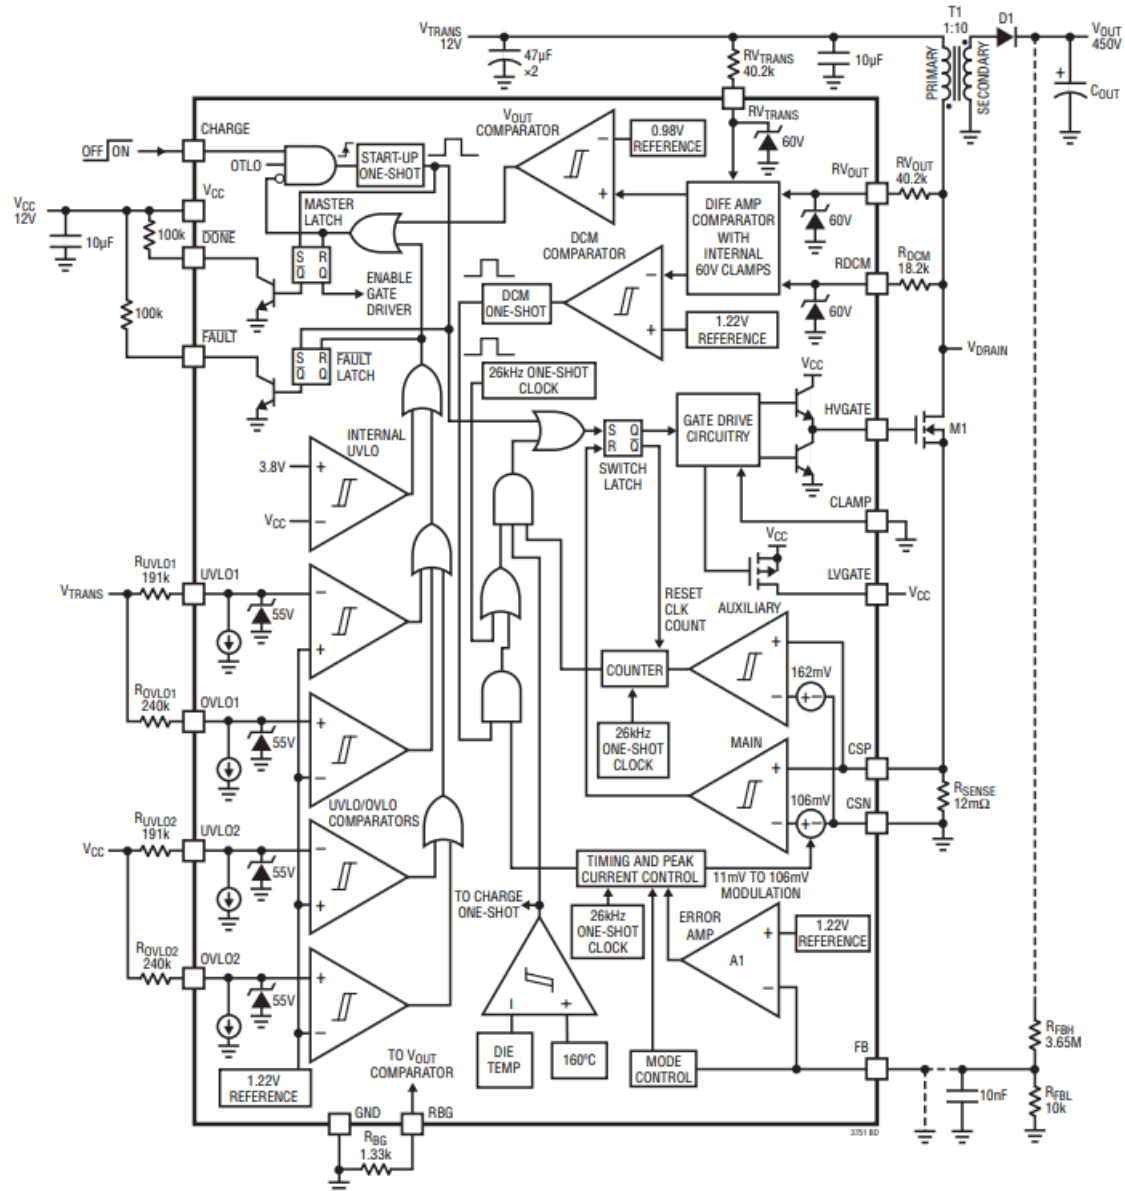 VTRANS
12V
47µF
×2
RVTRANS
40.2k
10µF
T1
1:10
PRIMARY
SECONDARY
D1
VOUT
450V
+
COUT
CHARGE
OFF ON
OTLO
START-UP
ONE-SHOT
VOUT
COMPARATOR
−
+
0.98V
REFERENCE
RVTRANS
60V
VCC
12V
10µF
VCC
100k
DONE
MASTER
LATCH
S R
Q Q
ENABLE
GATE
DRIVER
DIFF AMP
COMPARATOR
WITH
INTERNAL
60V CLAMPS
RVOUT
RVOUT
40.2k
60V
DCM
COMPARATOR
−
+
DCM
ONE-SHOT
RDCM
RDCM
18.2k
60V
1.22V
REFERENCE
100k
FAULT
S R
Q Q
FAULT
LATCH
26kHz ONE-SHOT
CLOCK
VDRAIN
VCC
GATE DRIVE
CIRCUITRY
HVGATE
M1
S Q
R Q
SWITCH
LATCH
INTERNAL
UVLO
3.8V
+
VCC
−
CLAMP
VCC
LVGATE
VCC
RUVLO1
191k
VTRANS
UVLO1
55V
−
+
RESET
CLK
COUNT
AUXILIARY
+
−
162mV
+−
COUNTER
26kHz
ONE-SHOT
CLOCK
ROVLO1
240k
OVLO1
55V
+
−
MAIN
+
−
106mV
+−
CSP
CSN
RSENSE
12mΩ
UVLO/OVLO
COMPARATORS
RUVLO2
191k
VCC
UVLO2
55V
−
+
TIMING AND PEAK
CURRENT CONTROL
11mV TO 106mV
MODULATION
26kHz
ONE-SHOT
CLOCK
TO CHARGE
ONE-SHOT
ERROR
AMP
A1
+
−
1.22V
REFERENCE
ROVLO2
240k
OVLO2
55V
+
−
− +
DIE
TEMP
160ºC
MODE
CONTROL
FB
RFBH
3.65M
10nF
RFBL
10k
1.22V
REFERENCE
TO VOUT
COMPARATOR
GND
RBG
RBG
1.33k
3751 BD